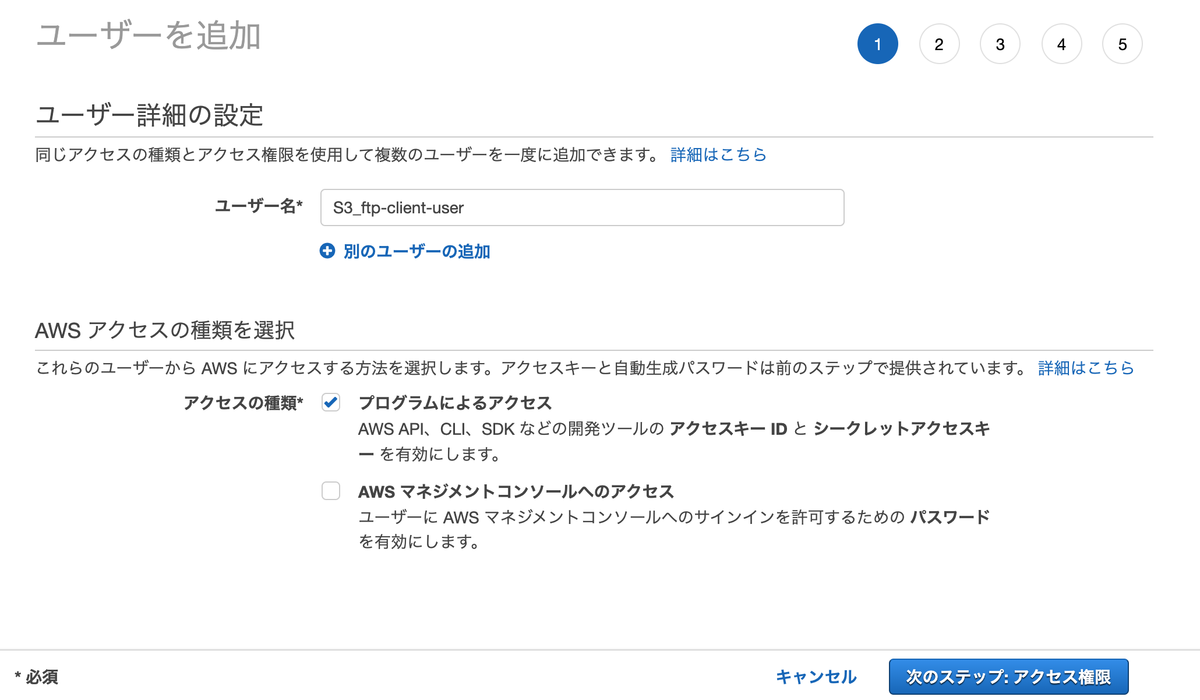 ユーザーを追加
1 2 3 4 5
ユーザー詳細の設定
同じアクセスの種類とアクセス権限を使用して複数のユーザーを一度に追加できます。 詳細はこちら
ユーザー名* S3_ftp-client-user
別のユーザーの追加
AWS アクセスの種類を選択
これらのユーザーから AWS にアクセスする方法を選択します。アクセスキーと自動生成パスワードは前のステップで提供されています。 詳細はこちら
アクセスの種類* プログラムによるアクセス
AWS API、CLI、SDK などの開発ツールの アクセスキー ID と シークレットアクセスキ
ー を有効にします。
AWS マネジメントコンソールへのアクセス
ユーザーに AWS マネジメントコンソールへのサインインを許可するための パスワード
を有効にします。
* 必須 キャンセル 次のステップ: アクセス権限